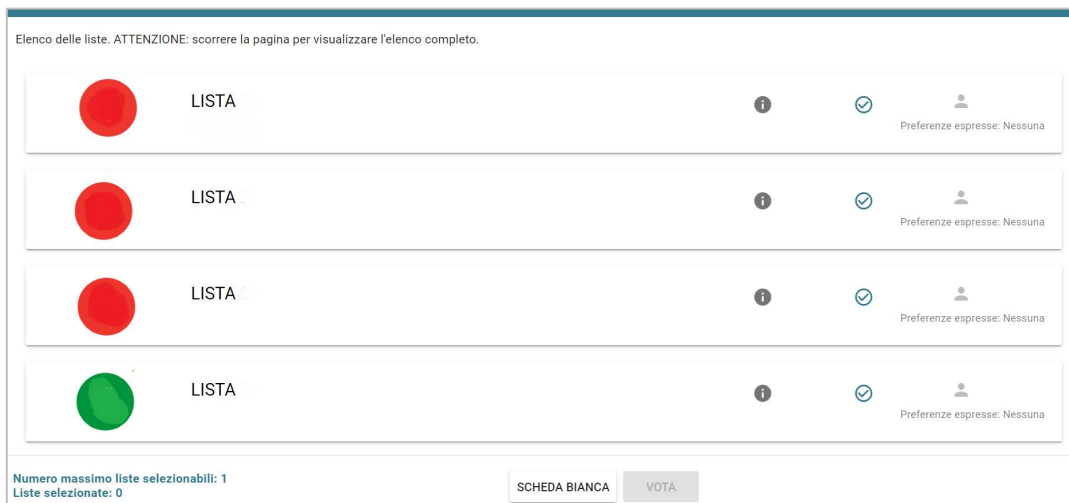 Elenco delle liste. ATTENZIONE: scorrere la pagina per visualizzare l'elenco completo.
LISTA
Preferenze espresse: Nessuna
LISTA
Preferenze espresse: Nessuna
LISTA
Preferenze espresse: Nessuna
LISTA
Preferenze espresse: Nessuna
Numero massimo liste selezionabili: 1
Liste selezionate: 0
SCHEDA BIANCA VOTA